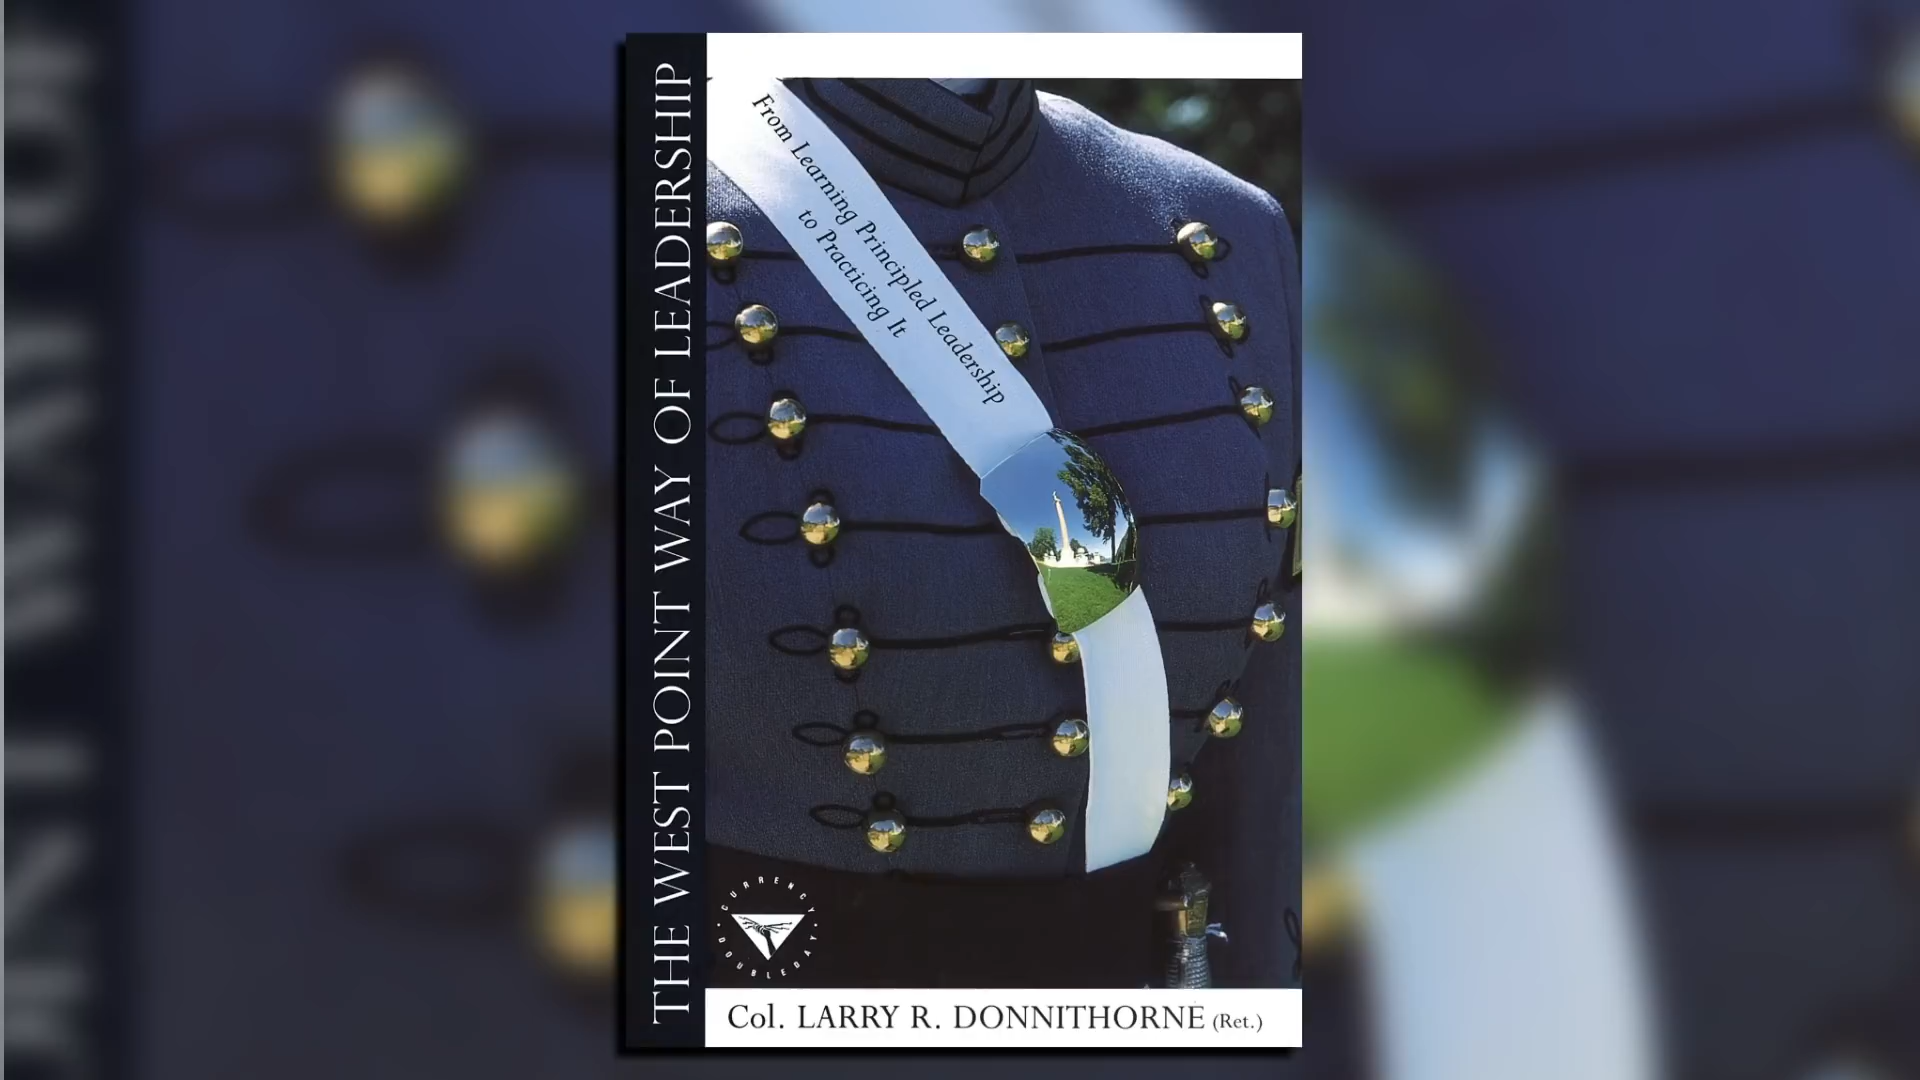 THE WEST POINT WAY OF LEADERSHIP
From Learning Principled Leadership
to Practicing It
CURRENCY
DOUBLEDAY
Col. LARRY R. DONNITHORNE (Ret.)